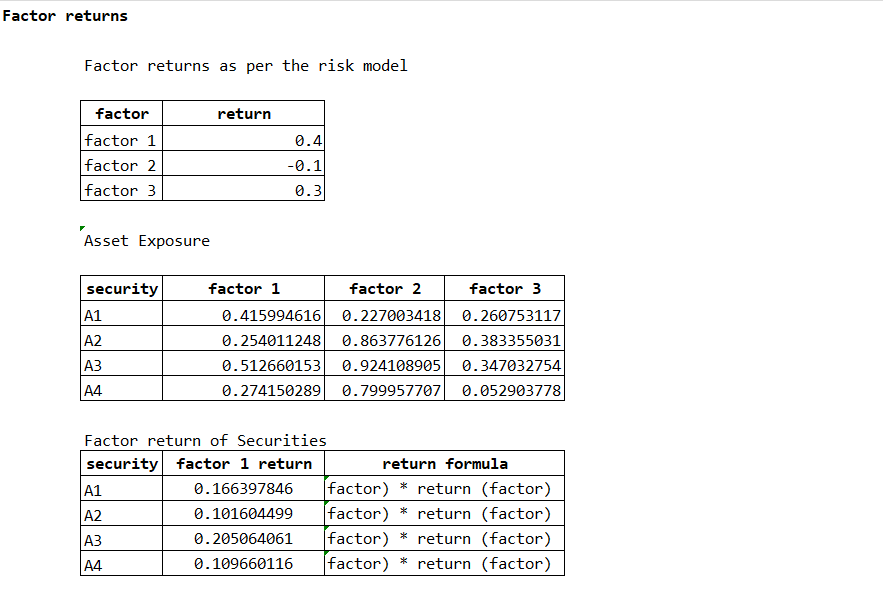 Factor returns
Factor returns as per the risk model
factor return
factor 1 0.4
factor 2 -0.1
factor 3 0.3
Asset Exposure
security factor 1 factor 2 factor 3
A1 0.415994616 0.227003418 0.260753117
A2 0.254011248 0.863776126 0.383355031
A3 0.512660153 0.924108905 0.347032754
A4 0.274150289 0.799957707 0.052903778
Factor return of Securities
security factor 1 return return formula
A1 0.166397846 factor) * return (factor)
A2 0.101604499 factor) * return (factor)
A3 0.205064061 factor) * return (factor)
A4 0.109660116 factor) * return (factor)